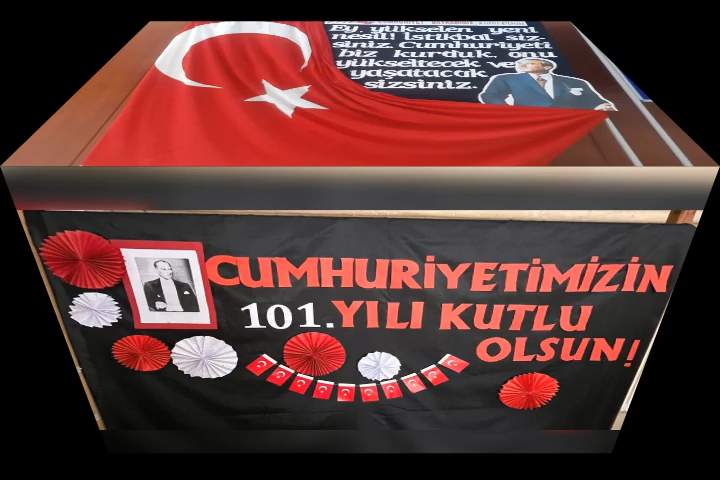 Ey, yükselen yeni
nesil! İstikbal siz-
siniz. Cumhuriyeti
biz kurduk, onu
yükseltecek ve
yaşatacak
sizsiniz.
CUMHURİYETİMİZİN
101.YILI KUTLU
OLSUN!